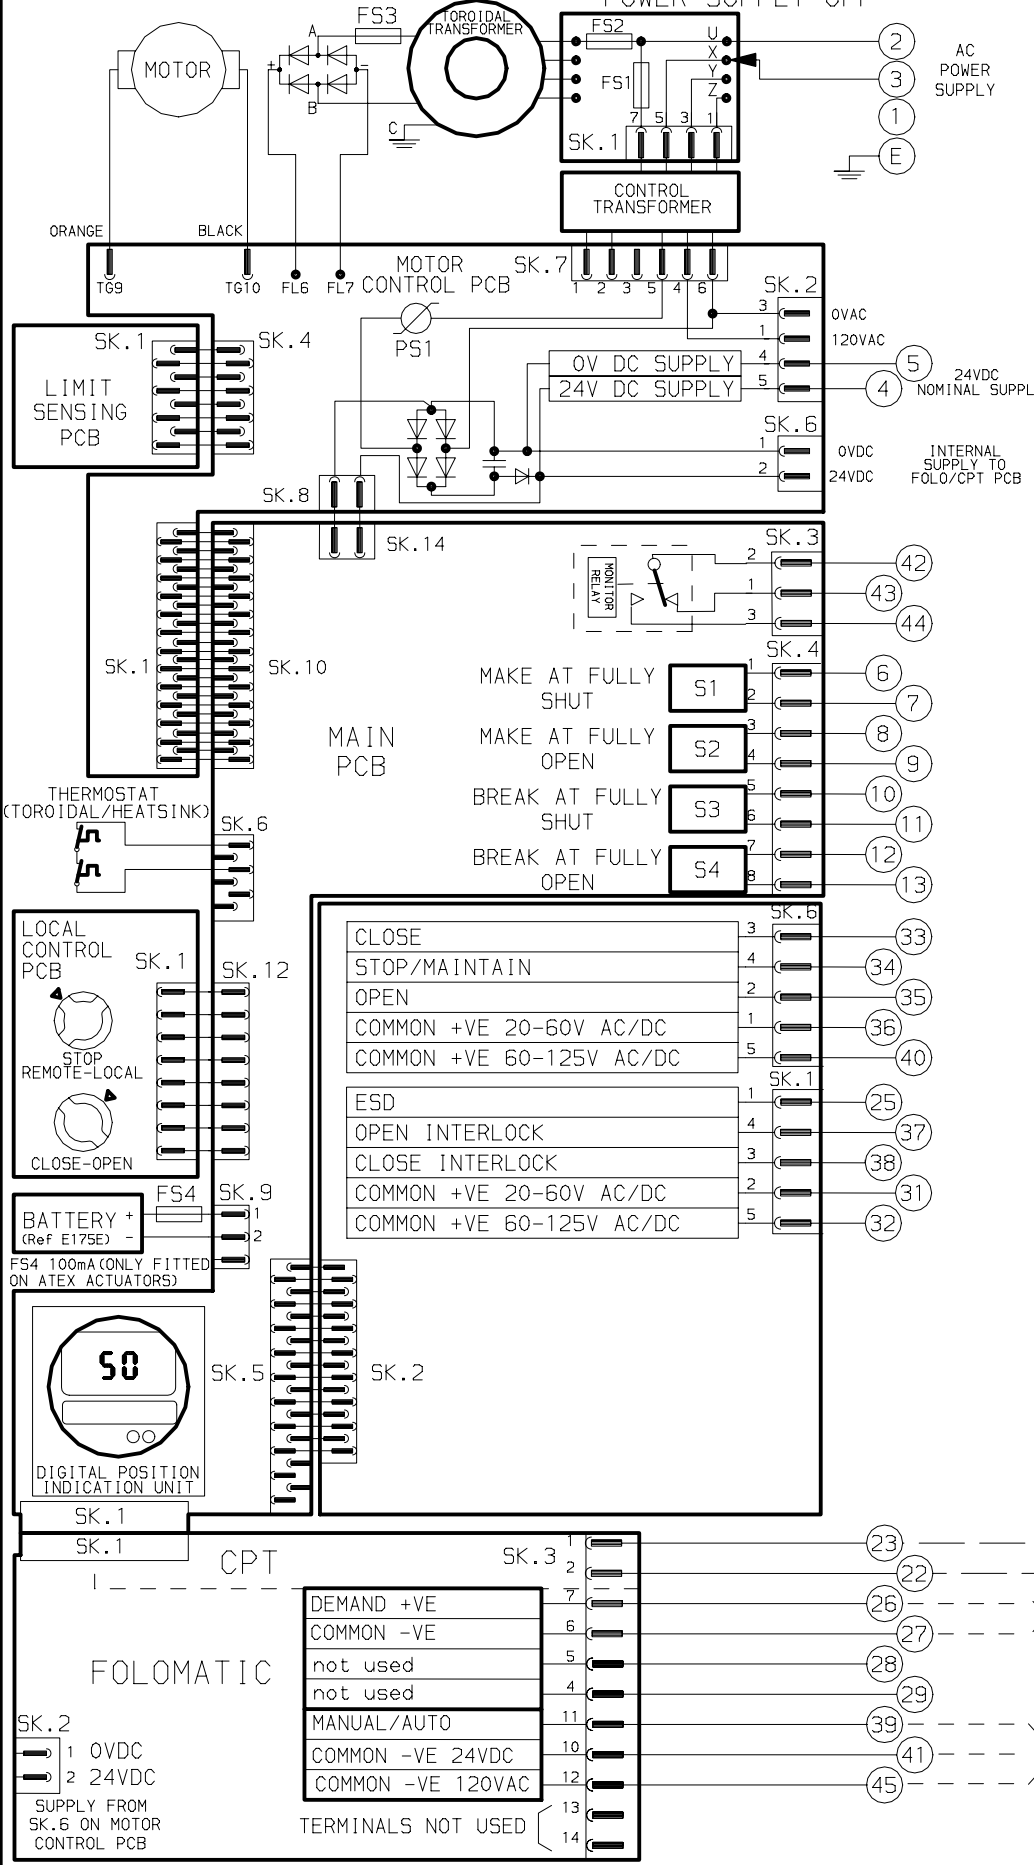 POWER SUPPLY OFF
MOTOR
A
FS3
+
-
B
C
TOROIDAL
TRANSFORMER
FS2
FS1
U
X
Y
Z
7 5 3 1
SK.1
2
3
1
E
AC
POWER
SUPPLY
CONTROL
TRANSFORMER
ORANGE
BLACK
TG9
TG10
FL6
FL7
MOTOR
CONTROL PCB
SK.7
1 2 3 5 4 6
PS1
SK.2
3
0VAC
1
120VAC
0V DC SUPPLY
4
5
24V DC SUPPLY
5
4
24VDC
NOMINAL SUPPL
SK.6
1
0VDC
2
24VDC
INTERNAL
SUPPLY TO
FOLO/CPT PCB
SK.1
SK.4
LIMIT
SENSING
PCB
SK.8
SK.14
SK.1
SK.10
MAIN
PCB
MONITOR
RELAY
SK.3
2
42
1
43
3
44
SK.4
MAKE AT FULLY
SHUT
S1
1
6
2
7
MAKE AT FULLY
OPEN
S2
3
8
4
9
BREAK AT FULLY
SHUT
S3
5
10
6
11
BREAK AT FULLY
OPEN
S4
7
12
8
13
THERMOSTAT
(TOROIDAL/HEATSINK)
SK.6
LOCAL
CONTROL
PCB
SK.1
SK.12
STOP
REMOTE-LOCAL
CLOSE-OPEN
SK.6
CLOSE
3
33
STOP/MAINTAIN
4
34
OPEN
2
35
COMMON +VE 20-60V AC/DC
1
36
COMMON +VE 60-125V AC/DC
5
40
SK.1
ESD
1
25
OPEN INTERLOCK
4
37
CLOSE INTERLOCK
3
38
COMMON +VE 20-60V AC/DC
2
31
COMMON +VE 60-125V AC/DC
5
32
BATTERY
(Ref E175E)
+
-
FS4
SK.9
1
2
FS4 100mA(ONLY FITTED
ON ATEX ACTUATORS)
50
DIGITAL POSITION
INDICATION UNIT
SK.5
SK.2
SK.1
SK.1
CPT
SK.3
1
23
2
22
DEMAND +VE
7
26
COMMON -VE
6
27
not used
5
28
not used
4
29
MANUAL/AUTO
11
39
COMMON -VE 24VDC
10
41
COMMON -VE 120VAC
12
45
TERMINALS NOT USED
13
14
FOLOMATIC
SK.2
1 0VDC
2 24VDC
SUPPLY FROM
SK.6 ON MOTOR
CONTROL PCB